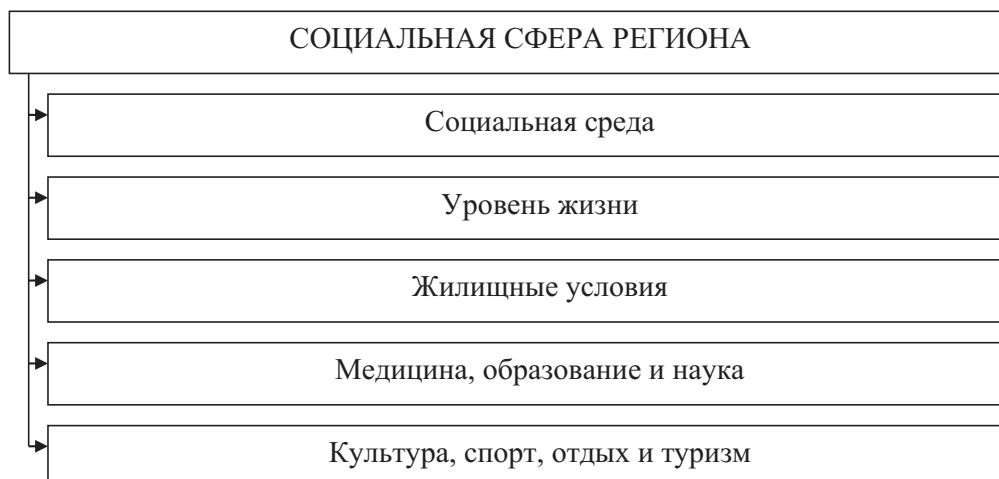 СОЦИАЛЬНАЯ СФЕРА РЕГИОНА
Социальная среда
Уровень жизни
Жилищные условия
Медицина, образование и наука
Культура, спорт, отдых и туризм